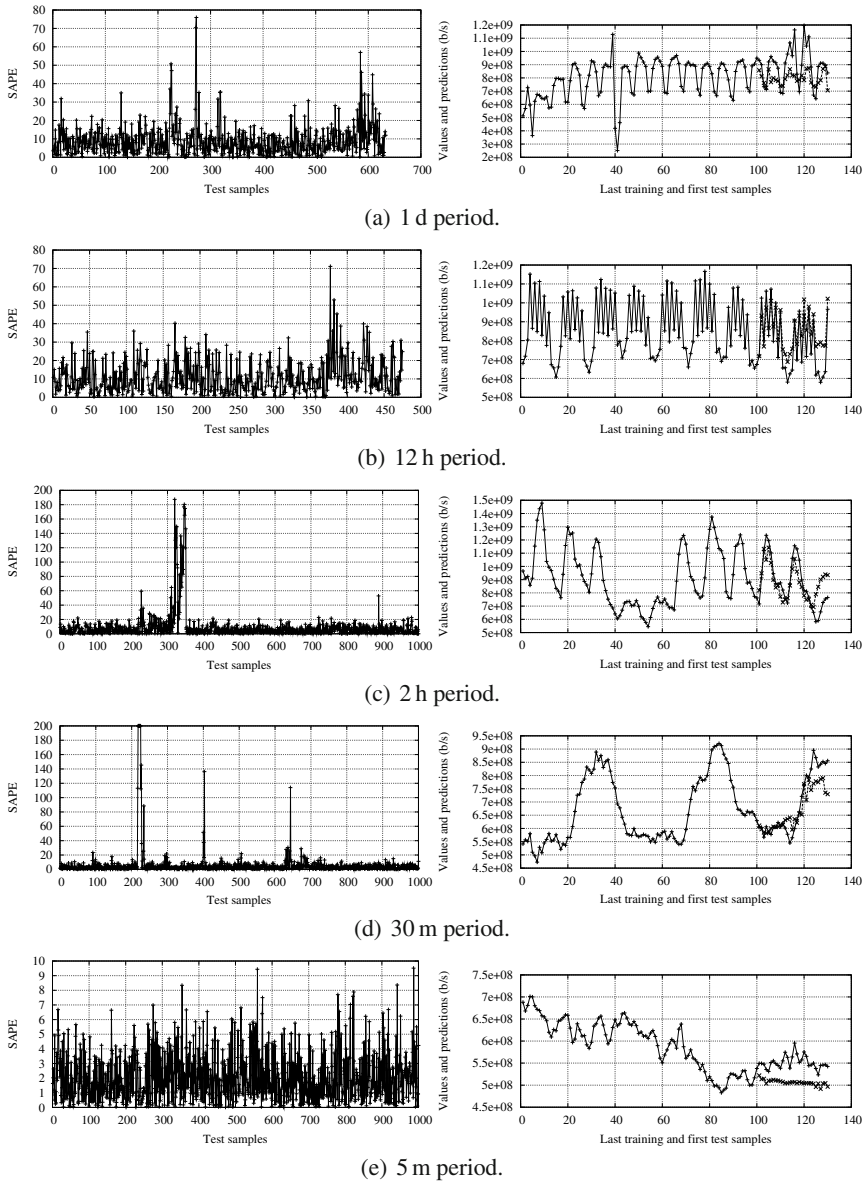 80
70
60
50
40
30
20
10
0
SAPE
0 100 200 300 400 500 600 700
Test samples
1.2e+09
1.1e+09
1e+09
9e+08
8e+08
7e+08
6e+08
5e+08
4e+08
3e+08
2e+08
Values and predictions (b/s)
0 20 40 60 80 100 120 140
Last training and first test samples
(a) 1 d period.
80
70
60
50
40
30
20
10
0
SAPE
0 50 100 150 200 250 300 350 400 450 500
Test samples
1.2e+09
1.1e+09
1e+09
9e+08
8e+08
7e+08
6e+08
5e+08
Values and predictions (b/s)
0 20 40 60 80 100 120 140
Last training and first test samples
(b) 12 h period.
200
180
160
140
120
100
80
60
40
20
0
SAPE
0 100 200 300 400 500 600 700 800 900 1000
Test samples
1.5e+09
1.4e+09
1.3e+09
1.2e+09
1.1e+09
1e+09
9e+08
8e+08
7e+08
6e+08
5e+08
Values and predictions (b/s)
0 20 40 60 80 100 120 140
Last training and first test samples
(c) 2 h period.
200
180
160
140
120
100
80
60
40
20
0
SAPE
0 100 200 300 400 500 600 700 800 900 1000
Test samples
9.5e+08
9e+08
8.5e+08
8e+08
7.5e+08
7e+08
6.5e+08
6e+08
5.5e+08
5e+08
4.5e+08
Values and predictions (b/s)
0 20 40 60 80 100 120 140
Last training and first test samples
(d) 30 m period.
10
9
8
7
6
5
4
3
2
1
0
SAPE
0 100 200 300 400 500 600 700 800 900 1000
Test samples
7.5e+08
7e+08
6.5e+08
6e+08
5.5e+08
5e+08
4.5e+08
Values and predictions (b/s)
0 20 40 60 80 100 120 140
Last training and first test samples
(e) 5 m period.